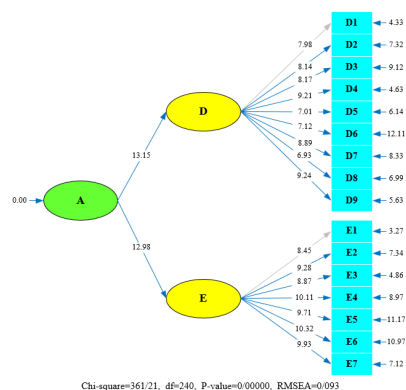 D1
4.33
7.98
D2
7.32
8.14
D3
9.12
8.17
D4
4.63
9.21
D
D5
6.14
7.01
D6
12.11
7.12
D7
8.33
8.89
D8
6.99
6.93
D9
5.63
9.24
13.15
0.00
A
12.98
E1
3.27
8.45
E2
7.34
9.28
E3
4.86
8.87
E
E4
8.97
10.11
E5
11.17
9.71
E6
10.97
10.32
E7
7.12
9.93
Chi-square=361/21, df=240, P-value=0/00000, RMSEA=0/093